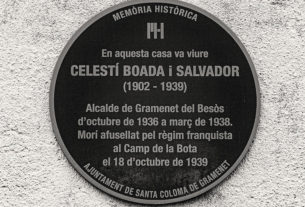 MEMÒRIA HISTÒRICA
En aquesta casa va viure
CELESTÍ BOADA i SALVADOR
(1902 - 1939)
Alcalde de Gramenet del Besòs
d'octubre de 1936 a març de 1938.
Morí afusellat pel règim franquista
al Camp de la Bota
el 18 d'octubre de 1939
AJUNTAMENT DE SANTA COLOMA DE GRAMENET